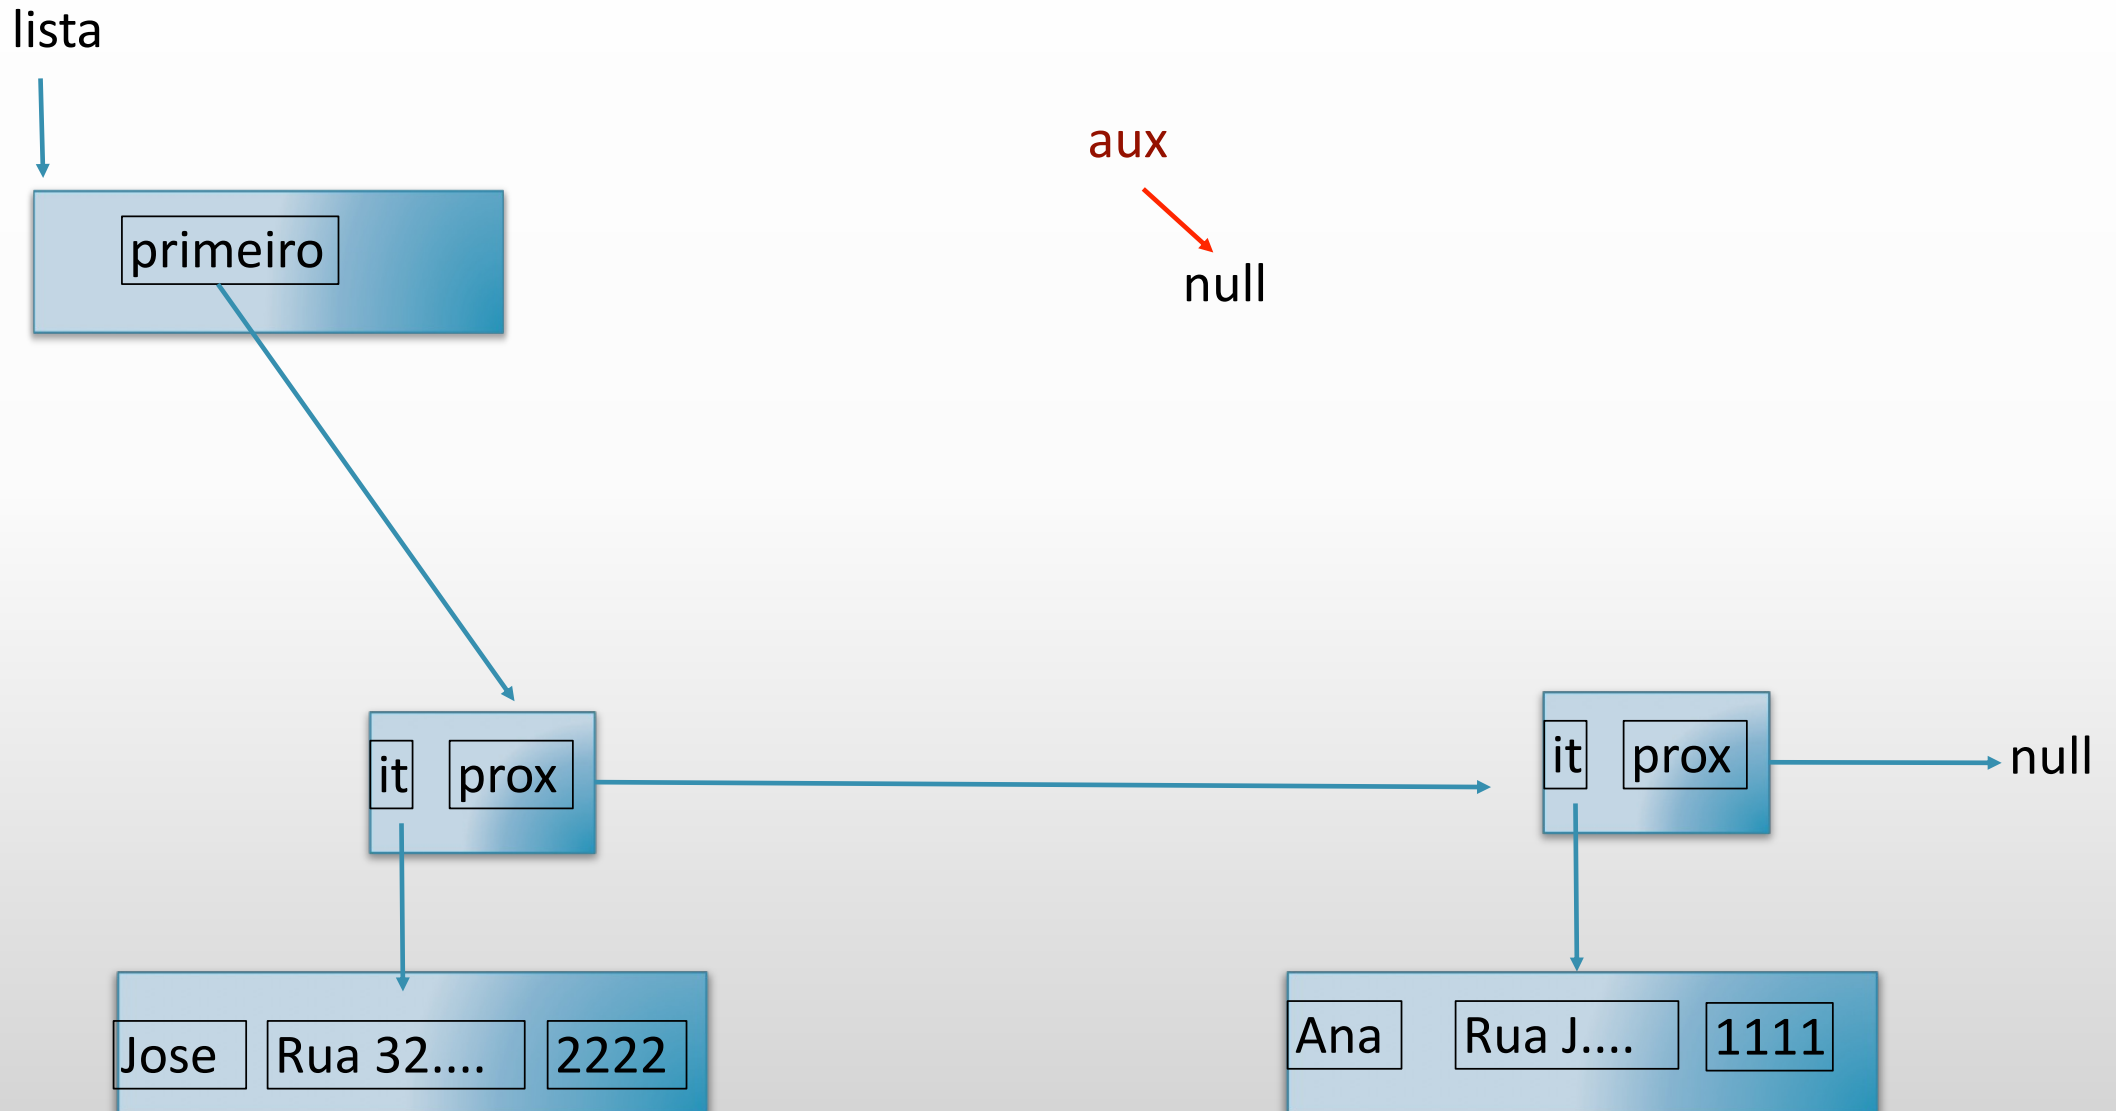 lista
aux
primeiro
null
it prox
it prox
null
Jose Rua 32.... 2222
Ana Rua J.... 1111